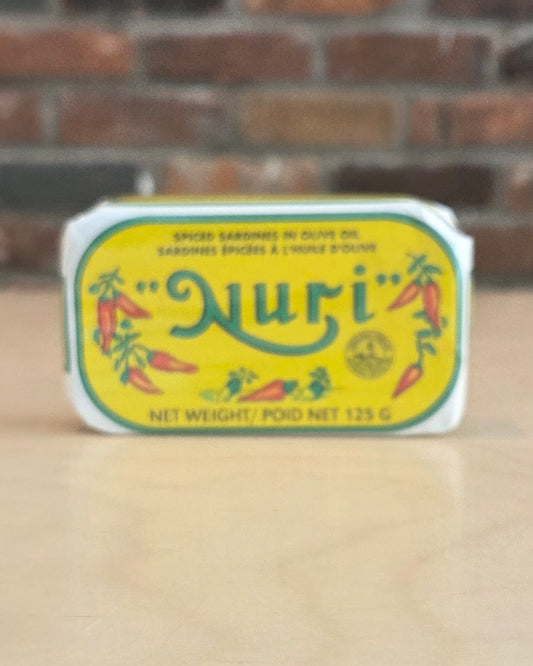 SPICED SARDINES IN OLIVE OIL
SARDINES ÉPICÉES À L'HUILE D'OLIVE
"Nuri"
NET WEIGHT/ POID NET 125 G